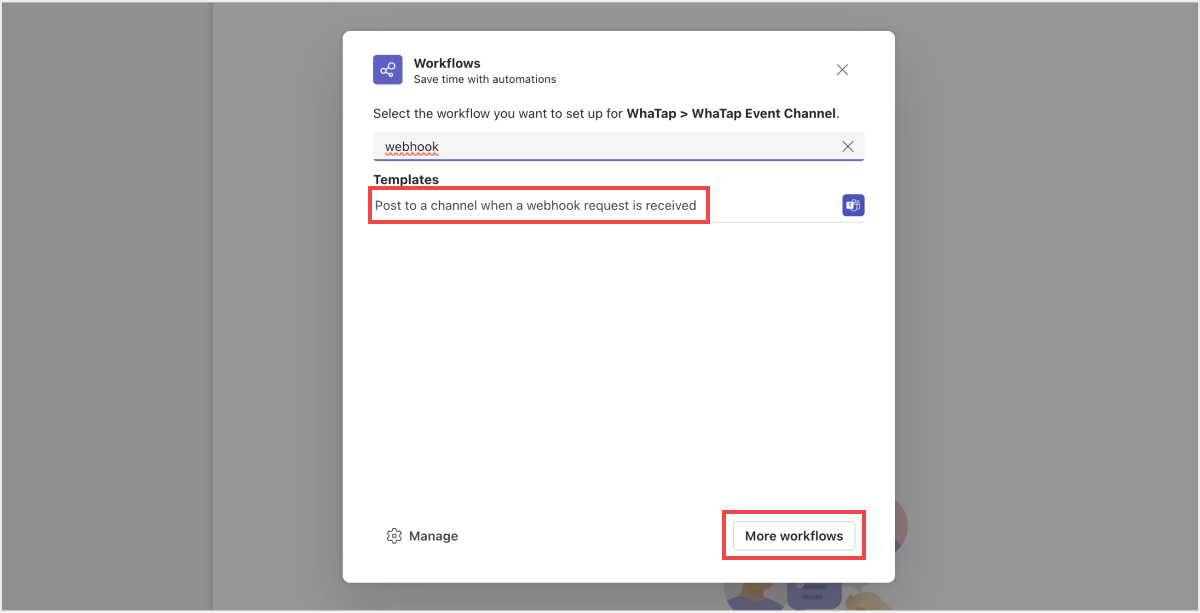 Workflows
Save time with automations
Select the workflow you want to set up for WhaTap > WhaTap Event Channel.
webhook
Templates
Post to a channel when a webhook request is received
Manage
More workflows